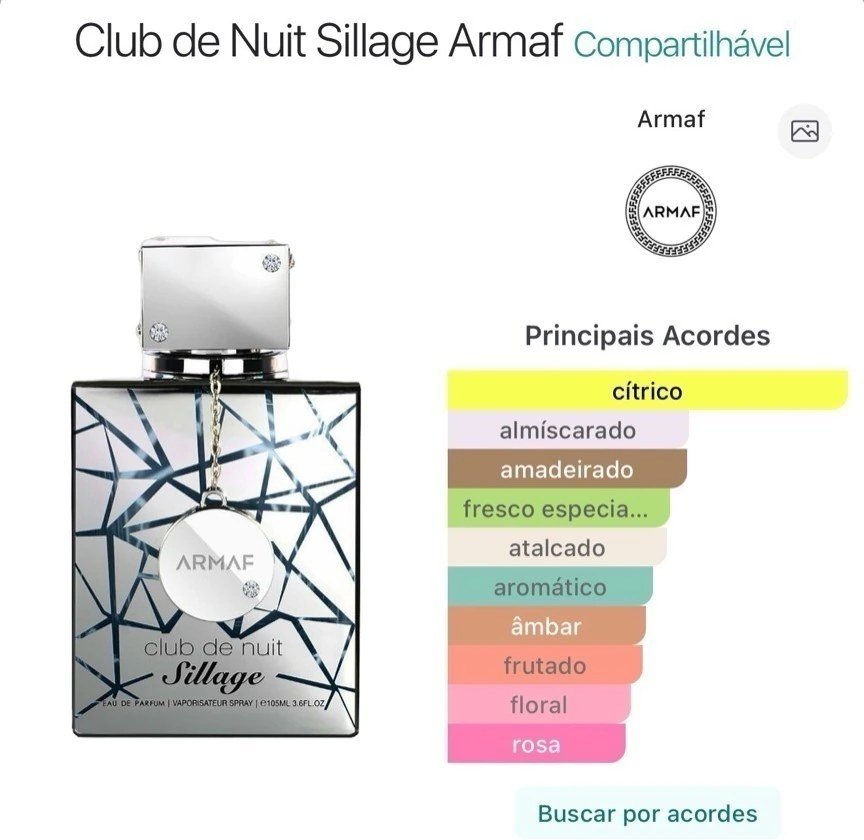 Club de Nuit Sillage Armaf Compartilhável
Armaf
ARMAF
Principais Acordes
cítrico
almíscarado
amadeirado
fresco especia...
atalcado
aromático
âmbar
frutado
floral
rosa
ARMAF
club de nuit
Sillage
EAU DE PARFUM | VAPORISATEUR SPRAY | ℮105ML 3.6FL.OZ
Buscar por acordes